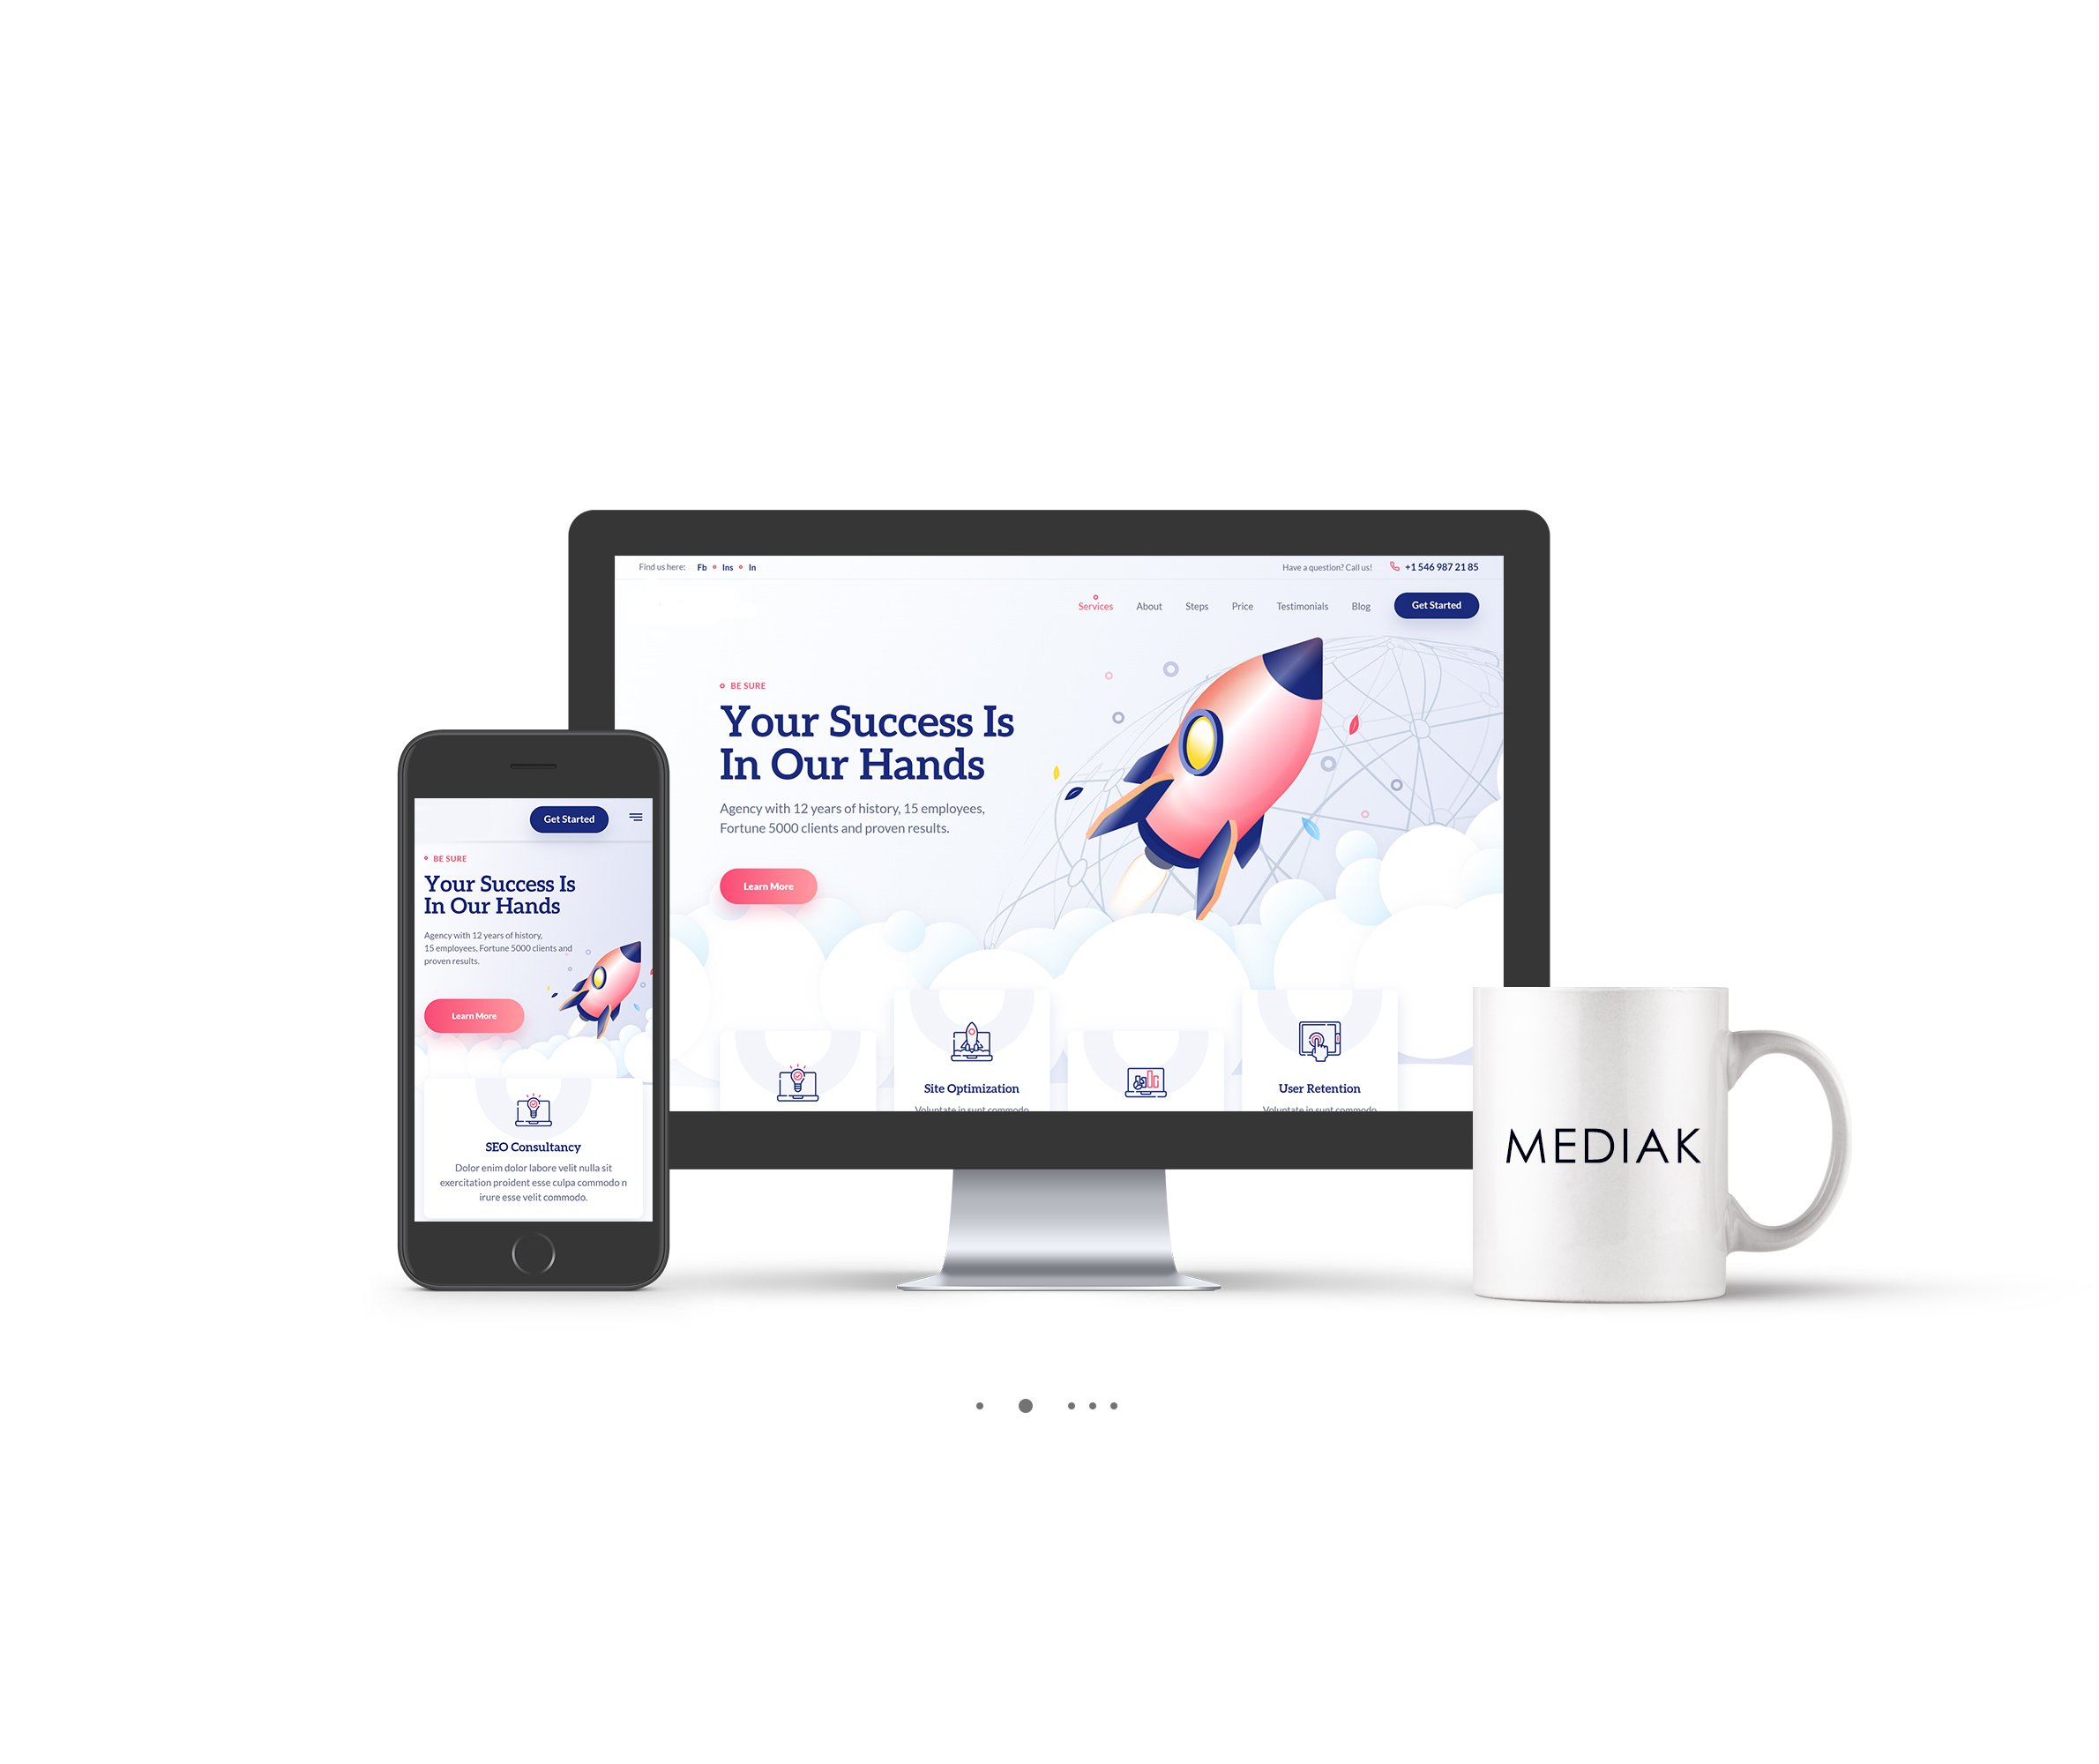 Find us here: Fb Ins In
Have a question? Call us! +1 546 987 21 85
Services About Steps Price Testimonials Blog Get Started
BE SURE
Your Success Is
In Our Hands
Agency with 12 years of history, 15 employees,
Fortune 5000 clients and proven results.
Learn More
Site Optimization
Voluptate in sunt commodo
User Retention
Voluptate in sunt commodo
Get Started
BE SURE
Your Success Is
In Our Hands
Agency with 12 years of history,
15 employees, Fortune 5000 clients and
proven results.
Learn More
SEO Consultancy
Dolor enim dolor labore velit nulla sit
exercitation proident esse culpa commodo n
irure esse velit commodo.
MEDIAK